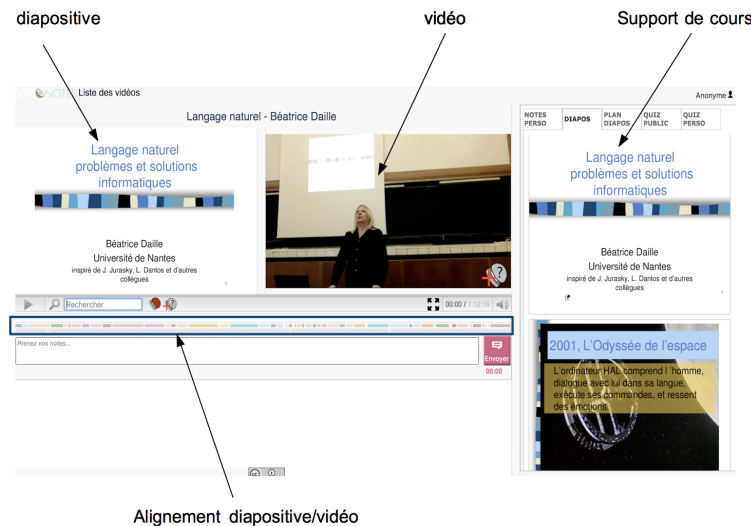 diapositive
vidéo
Support de cours
COCoNOTES Liste des vidéos
Anonyme
Langage naturel - Béatrice Daille
NOTES PERSO
DIAPOS
PLAN DIAPOS
QUIZ PUBLIC
QUIZ PERSO
Langage naturel
problèmes et solutions
informatiques
Béatrice Daille
Université de Nantes
inspiré de J. Jurasky, L. Danlos et d'autres
collègues
Langage naturel
problèmes et solutions
informatiques
Béatrice Daille
Université de Nantes
inspiré de J. Jurasky, L. Danlos et d'autres
collègues
Rechercher
00:00 / 1:12:16
Prenez vos notes...
Envoyer
00:00
2001, L'Odyssée de l'espace
L'ordinateur HAL comprend l 'homme,
dialogue avec lui dans sa langue,
exécute ses commandes, et ressent
des émotions
Alignement diapositive/vidéo